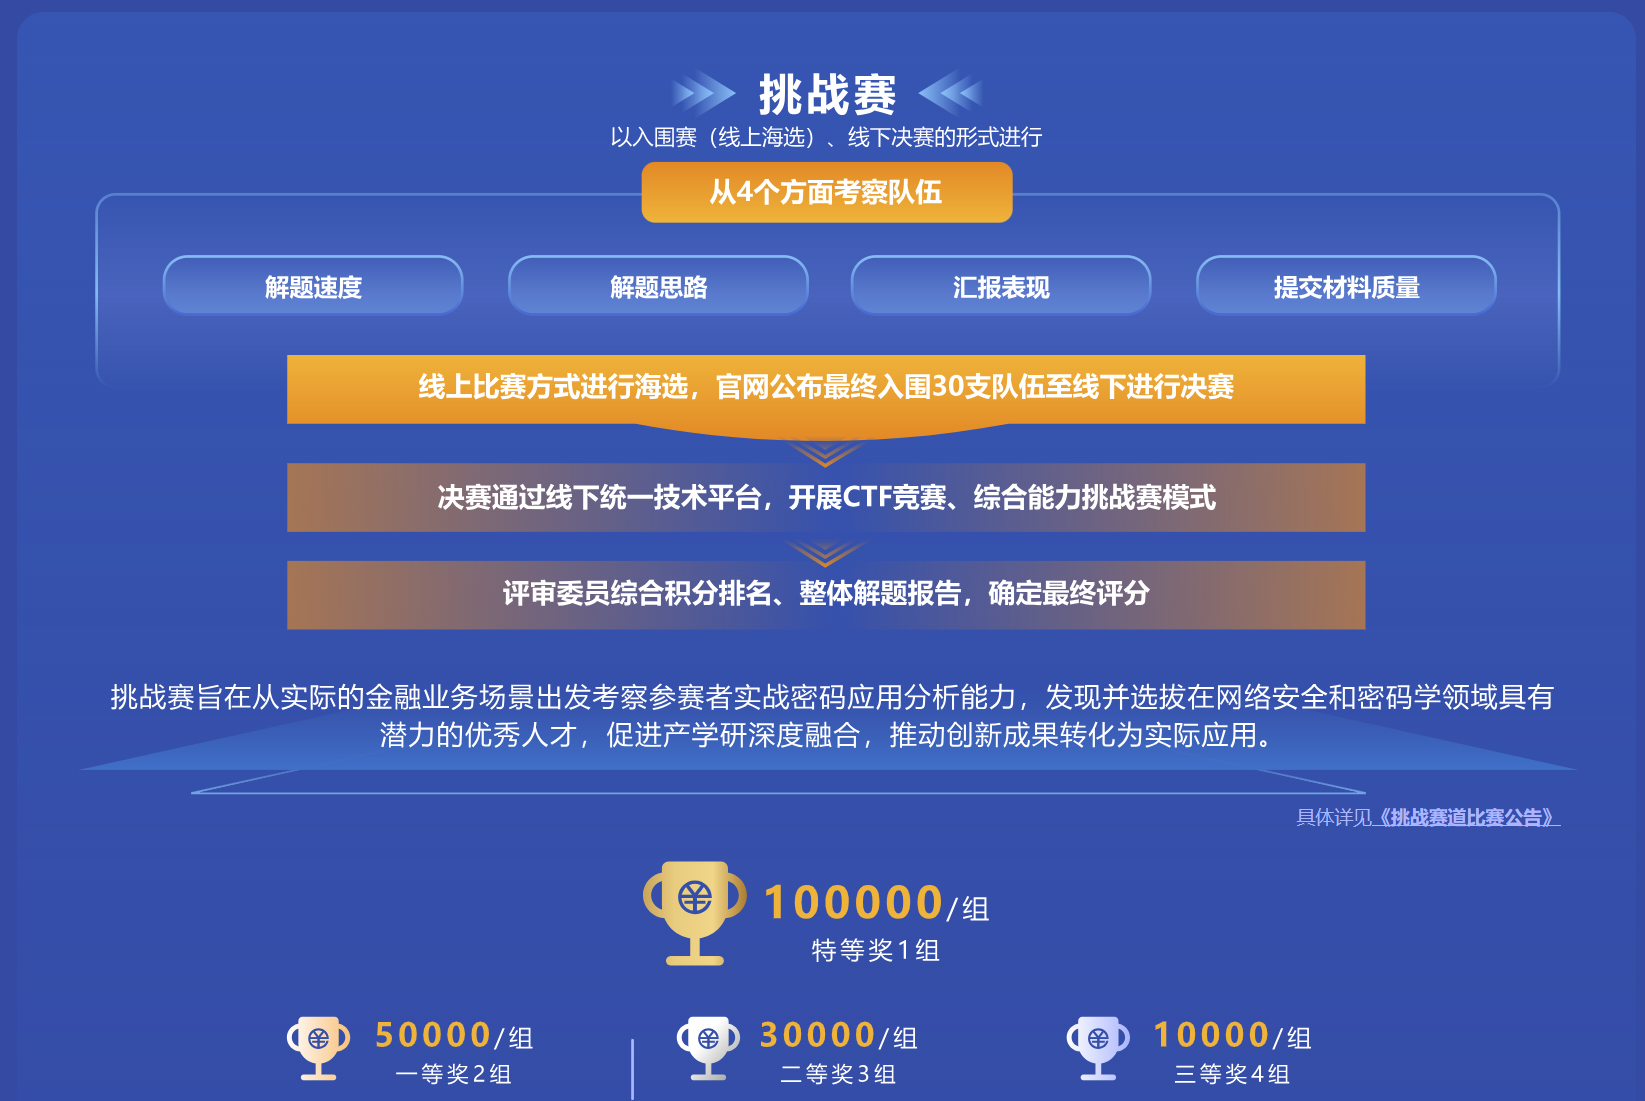 挑战赛
以入围赛（线上海选）、线下决赛的形式进行
从4个方面考察队伍
解题速度
解题思路
汇报表现
提交材料质量
线上比赛方式进行海选，官网公布最终入围30支队伍至线下进行决赛
决赛通过线下统一技术平台，开展CTF竞赛、综合能力挑战赛模式
评审委员综合积分排名、整体解题报告，确定最终评分
挑战赛旨在从实际的金融业务场景出发考察参赛者实战密码应用分析能力，发现并选拔在网络安全和密码学领域具有
潜力的优秀人才，促进产学研深度融合，推动创新成果转化为实际应用。
具体详见《挑战赛道比赛公告》
100000/组
特等奖1组
50000/组
一等奖2组
30000/组
二等奖3组
10000/组
三等奖4组